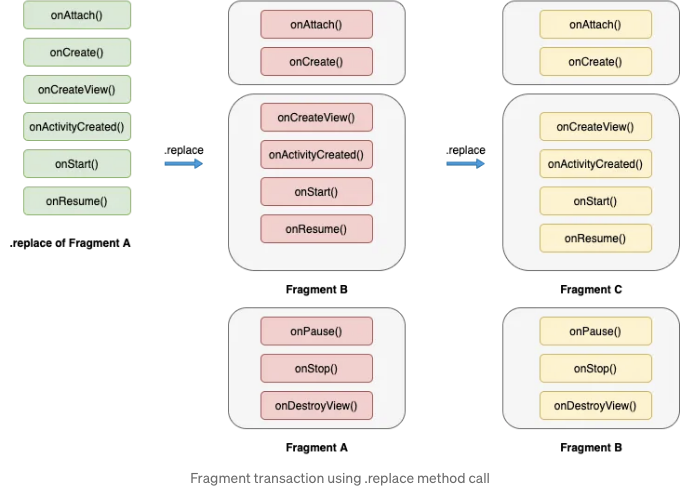 onAttach()
onCreate()
onCreateView()
onActivityCreated()
onStart()
onResume()
.replace of Fragment A
.replace
onAttach()
onCreate()
onCreateView()
onActivityCreated()
onStart()
onResume()
Fragment B
onPause()
onStop()
onDestroyView()
Fragment A
.replace
onAttach()
onCreate()
onCreateView()
onActivityCreated()
onStart()
onResume()
Fragment C
onPause()
onStop()
onDestroyView()
Fragment B
Fragment transaction using .replace method call